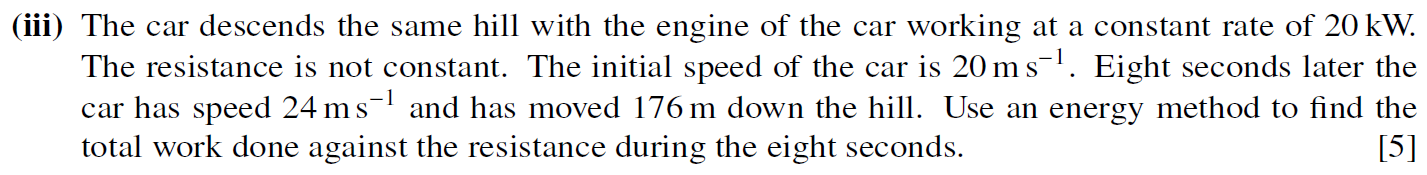 (iii) The car descends the same hill with the engine of the car working at a constant rate of 20 kW.
The resistance is not constant. The initial speed of the car is 20 m s⁻¹. Eight seconds later the
car has speed 24 m s⁻¹ and has moved 176 m down the hill. Use an energy method to find the
total work done against the resistance during the eight seconds. [5]